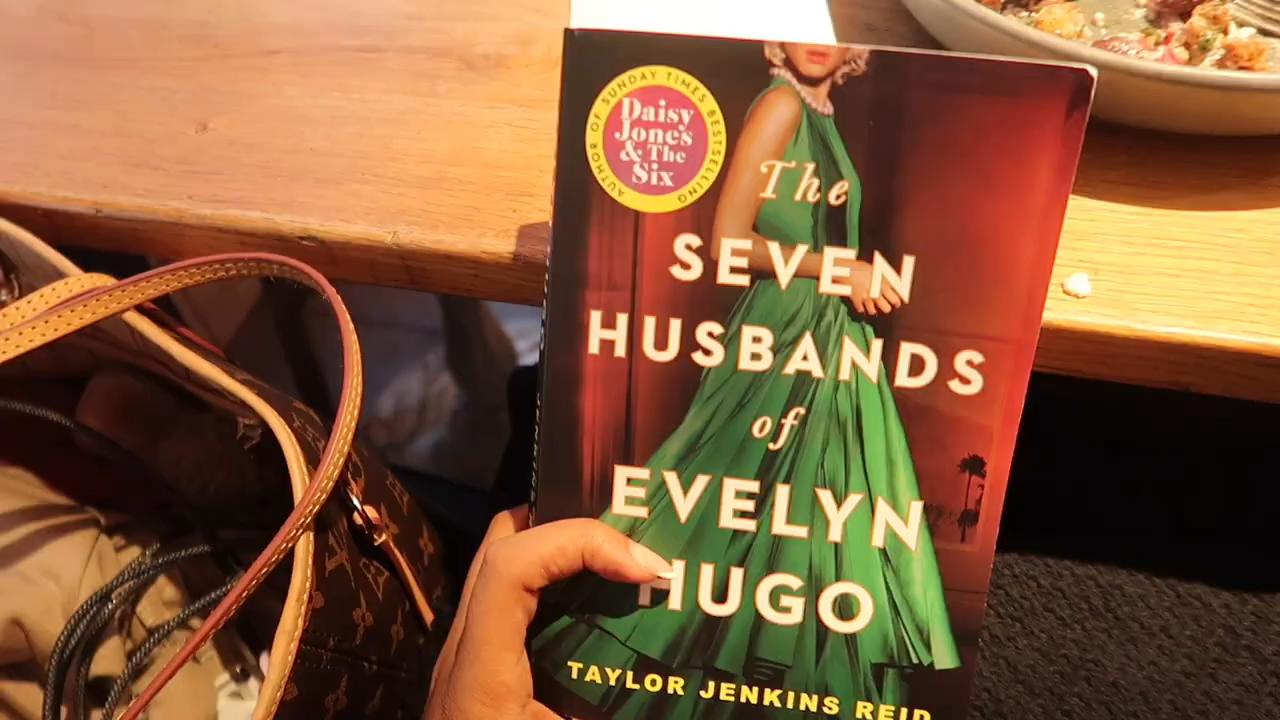 AUTHOR OF SUNDAY TIMES BESTSELLING
Daisy
Jones
& The
Six
The
SEVEN
HUSBANDS
of
EVELYN
HUGO
TAYLOR JENKINS REID